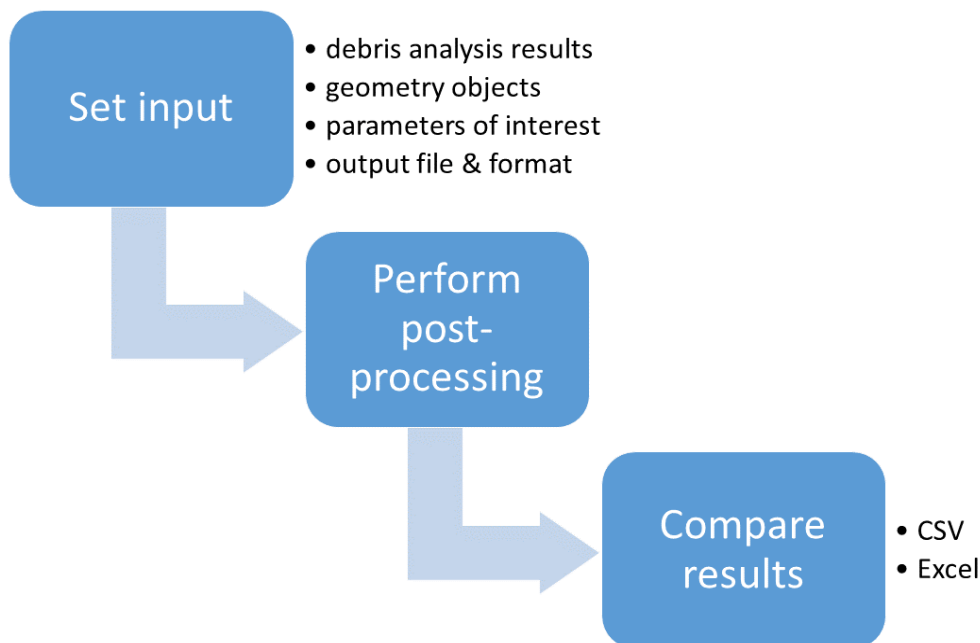 Set input
• debris analysis results
• geometry objects
• parameters of interest
• output file & format
Perform
post-
processing
Compare
results
• CSV
• Excel